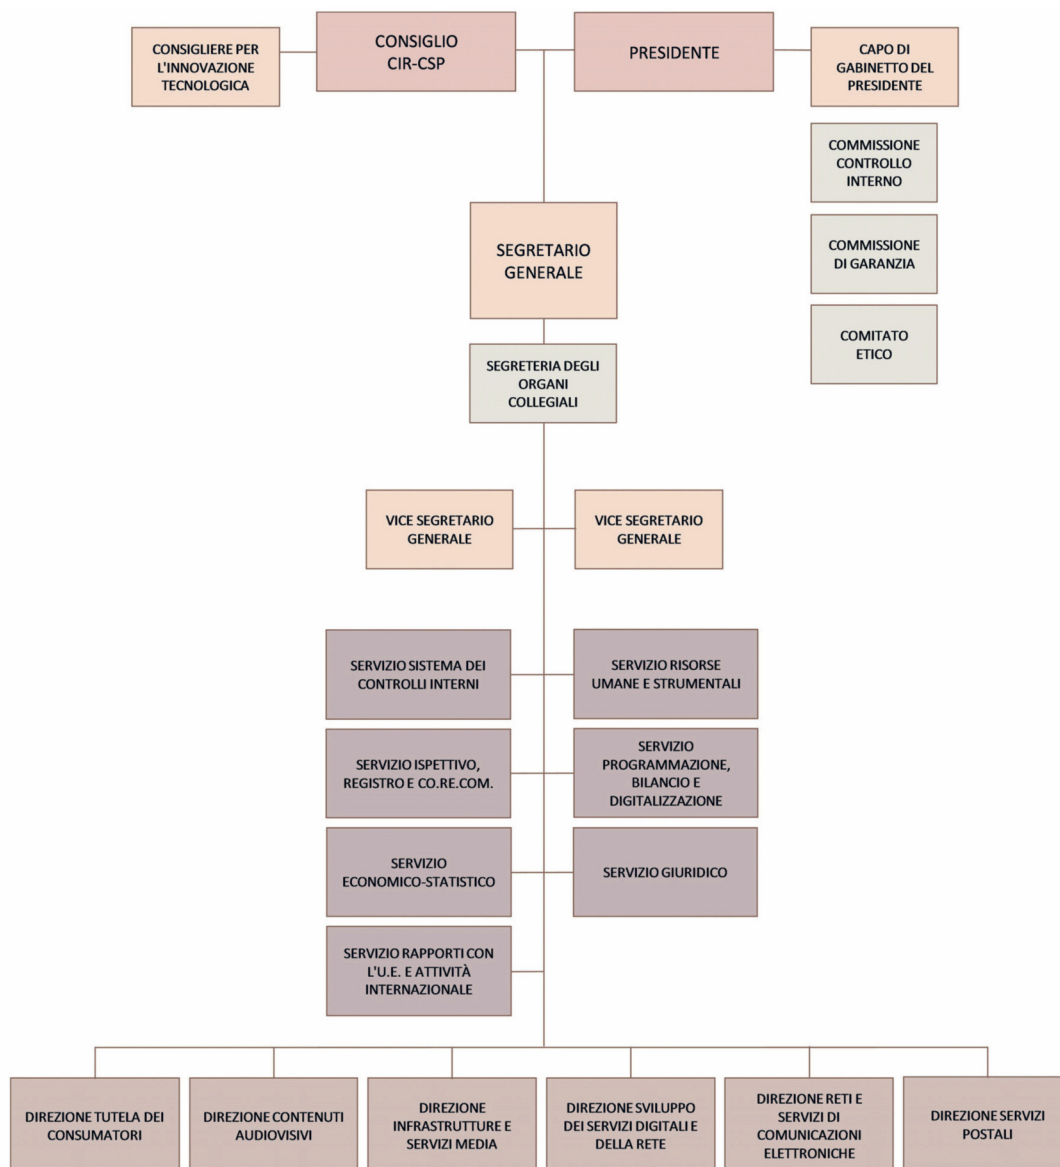 CONSIGLIERE PER
L'INNOVAZIONE
TECNOLOGICA
CONSIGLIO
CIR-CSP
PRESIDENTE
CAPO DI
GABINETTO DEL
PRESIDENTE
COMMISSIONE
CONTROLLO
INTERNO
COMMISSIONE
DI GARANZIA
COMITATO
ETICO
SEGRETARIO
GENERALE
SEGRETERIA DEGLI
ORGANI
COLLEGIALI
VICE SEGRETARIO
GENERALE
VICE SEGRETARIO
GENERALE
SERVIZIO SISTEMA DEI
CONTROLLI INTERNI
SERVIZIO RISORSE
UMANE E STRUMENTALI
SERVIZIO ISPETTIVO,
REGISTRO E CO.RE.COM.
SERVIZIO
PROGRAMMAZIONE,
BILANCIO E
DIGITALIZZAZIONE
SERVIZIO
ECONOMICO-STATISTICO
SERVIZIO GIURIDICO
SERVIZIO RAPPORTI CON
L'U.E. E ATTIVITÀ
INTERNAZIONALE
DIREZIONE TUTELA DEI
CONSUMATORI
DIREZIONE CONTENUTI
AUDIOVISIVI
DIREZIONE
INFRASTRUTTURE E
SERVIZI MEDIA
DIREZIONE SVILUPPO
DEI SERVIZI DIGITALI E
DELLA RETE
DIREZIONE RETI E
SERVIZI DI
COMUNICAZIONI
ELETTRONICHE
DIREZIONE SERVIZI
POSTALI